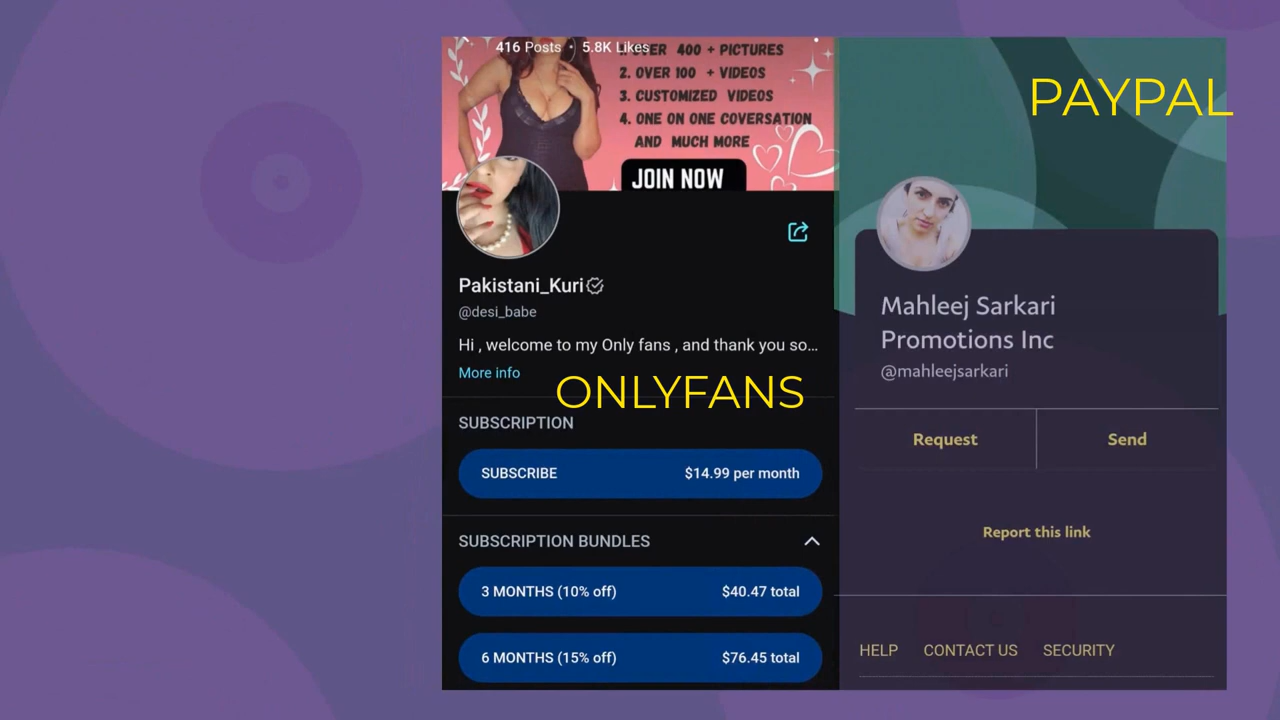 416 Posts • 5.8K Likes
1. OVER 400 + PICTURES
2. OVER 100 + VIDEOS
3. CUSTOMIZED VIDEOS
4. ONE ON ONE COVERSATION
AND MUCH MORE
JOIN NOW
Pakistani_Kuri
@desi_babe
Hi , welcome to my Only fans , and thank you so...
More info
ONLYFANS
SUBSCRIPTION
SUBSCRIBE $14.99 per month
SUBSCRIPTION BUNDLES
3 MONTHS (10% off) $40.47 total
6 MONTHS (15% off) $76.45 total
PAYPAL
Mahleej Sarkari
Promotions Inc
@mahleejsarkari
Request Send
Report this link
HELP CONTACT US SECURITY